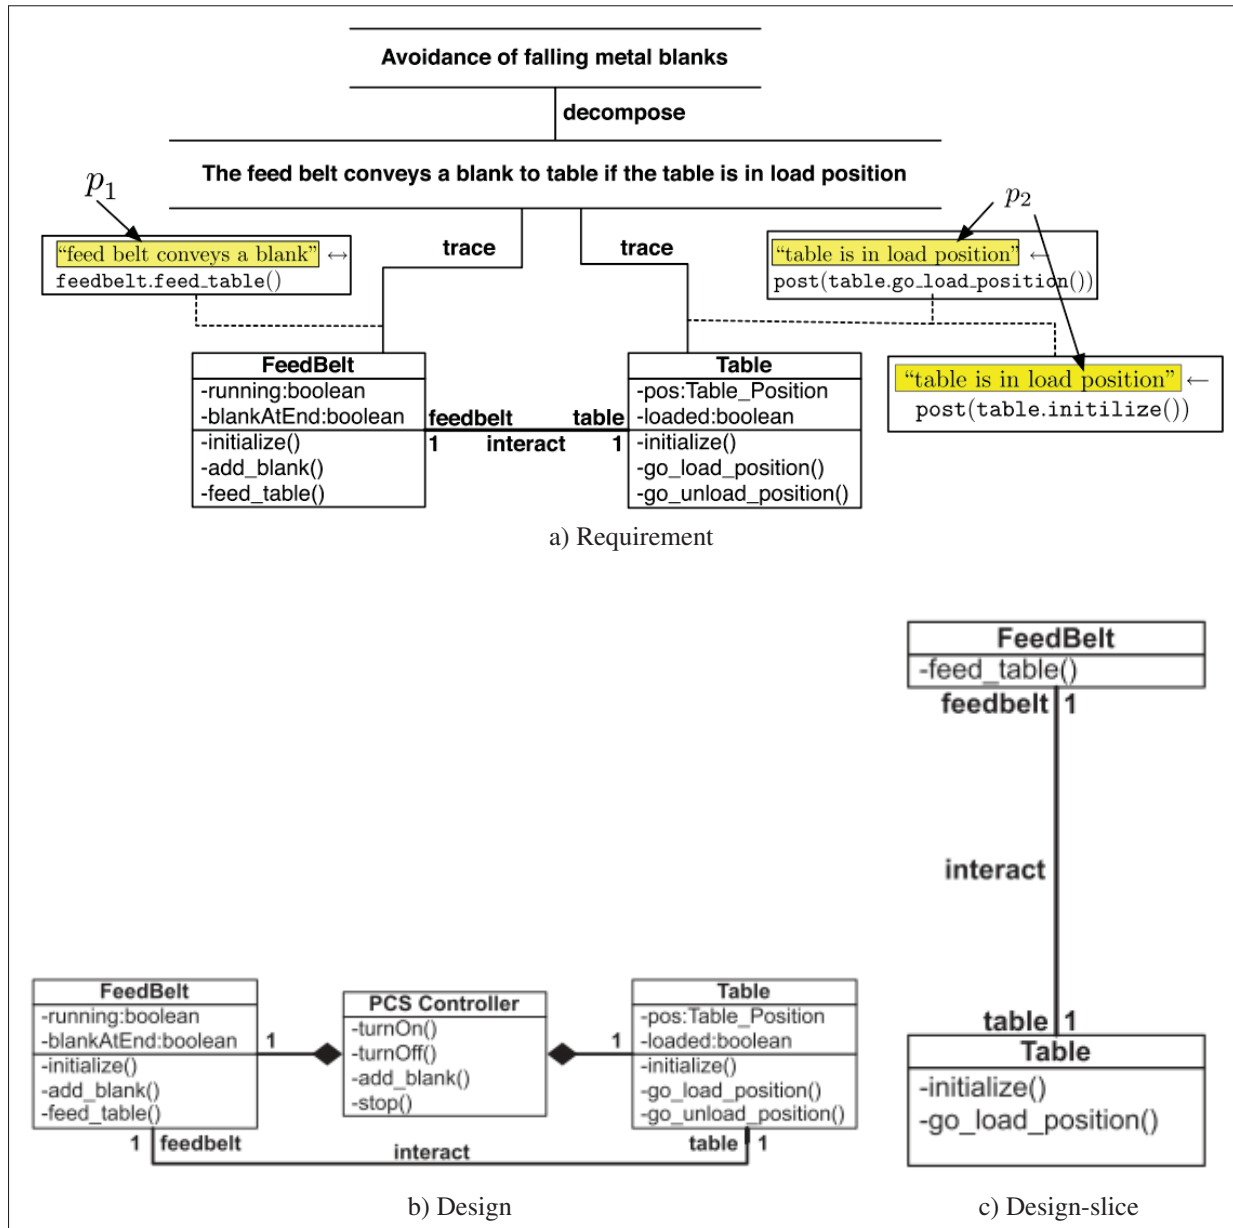 Avoidance of falling metal blanks
decompose
The feed belt conveys a blank to table if the table is in load position
p1
p2
trace
trace
“feed belt conveys a blank” ↔
feedbelt.feed_table()
“table is in load position” ←
post(table.go_load_position())
“table is in load position” ←
post(table.initilize())
FeedBelt
-running:boolean
-blankAtEnd:boolean
-initialize()
-add_blank()
-feed_table()
feedbelt table
1 interact 1
Table
-pos:Table_Position
-loaded:boolean
-initialize()
-go_load_position()
-go_unload_position()
a) Requirement
FeedBelt
-running:boolean
-blankAtEnd:boolean
-initialize()
-add_blank()
-feed_table()
1
PCS Controller
-turnOn()
-turnOff()
-add_blank()
-stop()
1
Table
-pos:Table_Position
-loaded:boolean
-initialize()
-go_load_position()
-go_unload_position()
1 feedbelt
interact
table 1
b) Design
FeedBelt
-feed_table()
feedbelt 1
interact
table 1
Table
-initialize()
-go_load_position()
c) Design-slice